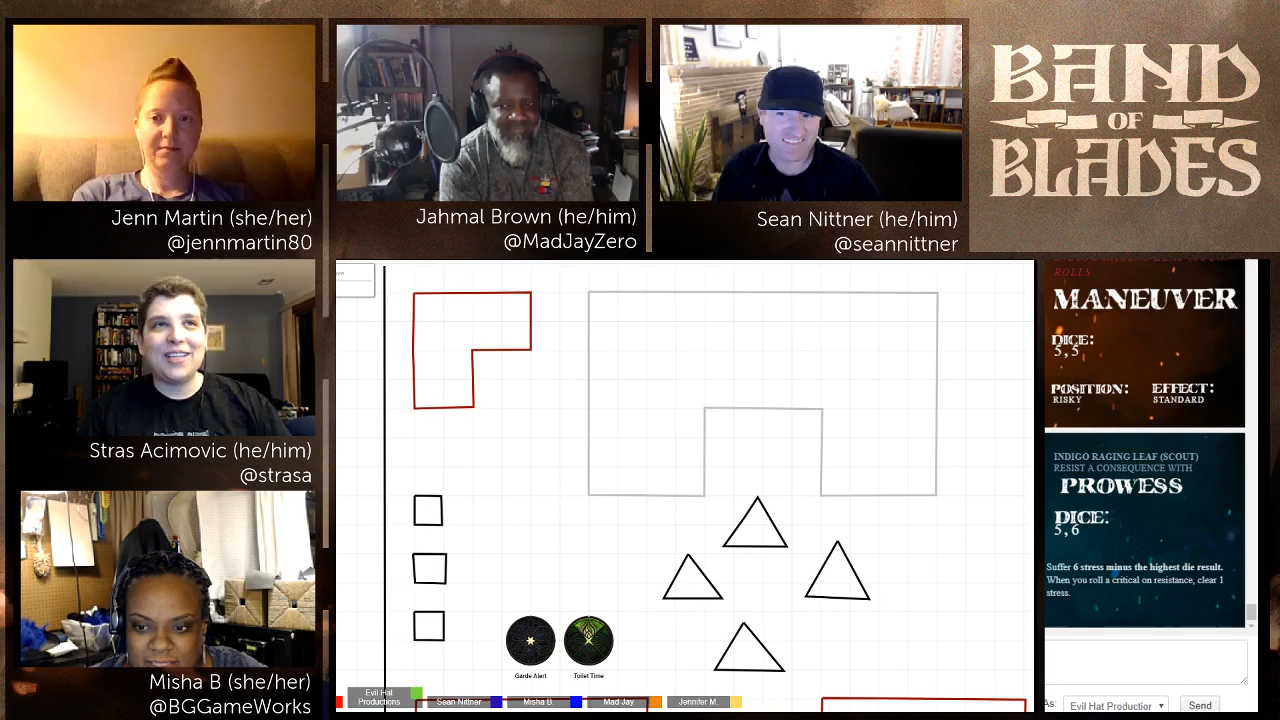 Jenn Martin (she/her)
@jennmartin80
Jahmal Brown (he/him)
@MadJayZero
Sean Nittner (he/him)
@seannittner
BAND
OF
BLADES
Stras Acimovic (he/him)
@strasa
Misha B (she/her)
@BGGameWorks
Garde Alert
Toilet Time
Evil Hat
Productions
Sean Nittner
Misha B.
Mad Jay
Jennifer M.
ROLLS
MANEUVER
DICE:
5,5
POSITION: EFFECT:
RISKY STANDARD
INDIGO RAGING LEAF (SCOUT)
RESIST A CONSEQUENCE WITH
PROWESS
DICE:
5,6
Suffer 6 stress minus the highest die result.
When you roll a critical on resistance, clear 1
stress.
As: Evil Hat Production Send